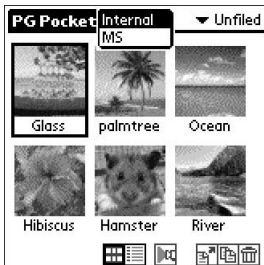 PG Pocket Internal Unfiled
MS
Glass palmtree Ocean
Hibiscus Hamster River